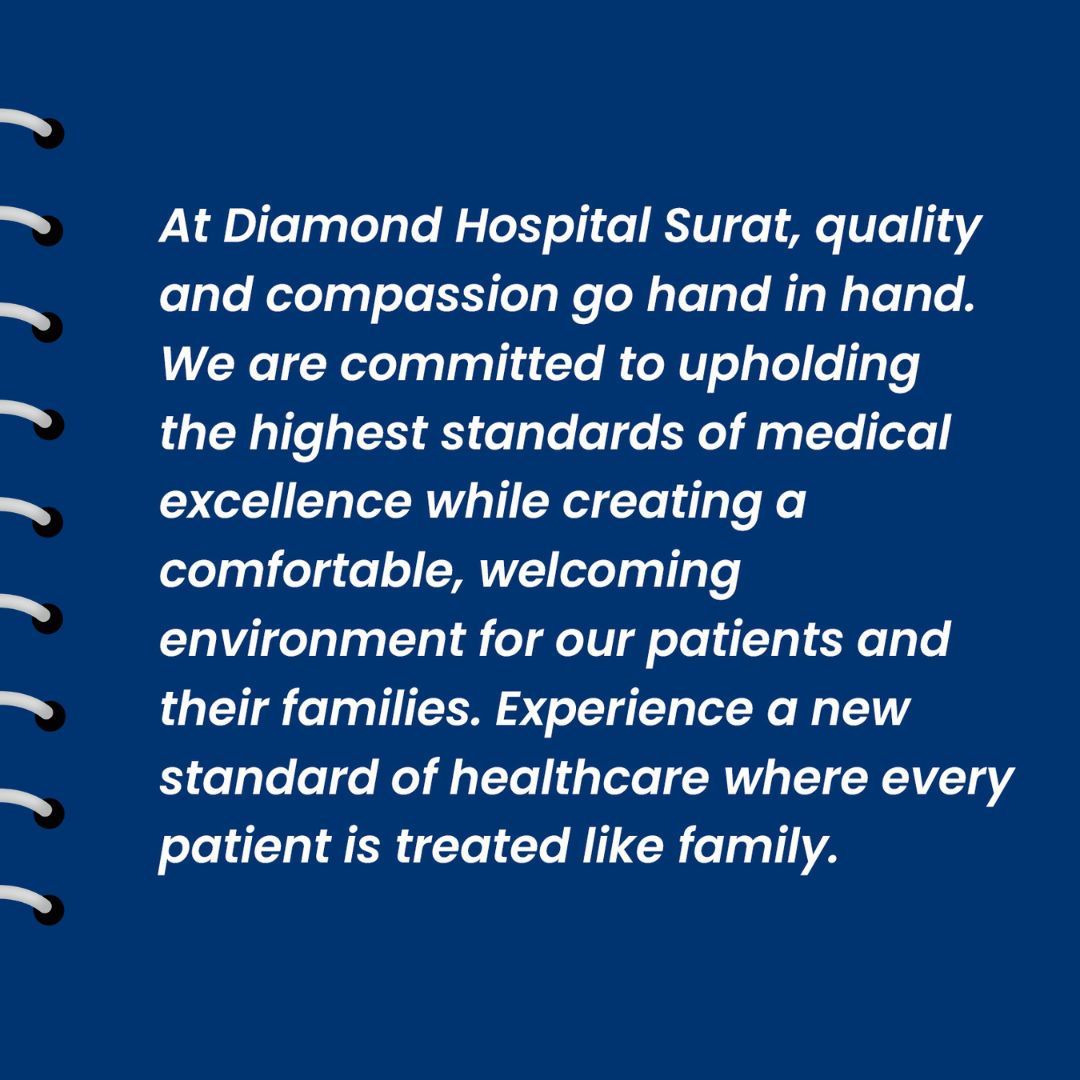 At Diamond Hospital Surat, quality
and compassion go hand in hand.
We are committed to upholding
the highest standards of medical
excellence while creating a
comfortable, welcoming
environment for our patients and
their families. Experience a new
standard of healthcare where every
patient is treated like family.